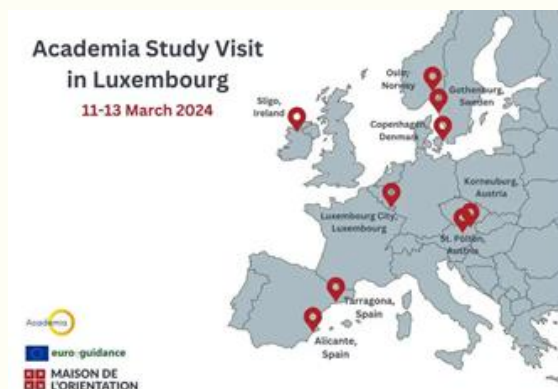 Academia Study Visit
in Luxembourg
11-13 March 2024
Oslo,
Norway
Gothenburg,
Sweden
Sligo,
Ireland
Copenhagen,
Denmark
Korneuburg,
Austria
Luxembourg City,
Luxembourg
St. Pölten,
Austria
Tarragona,
Spain
Alicante,
Spain
Academia
euro guidance
MAISON DE
L'ORIENTATION